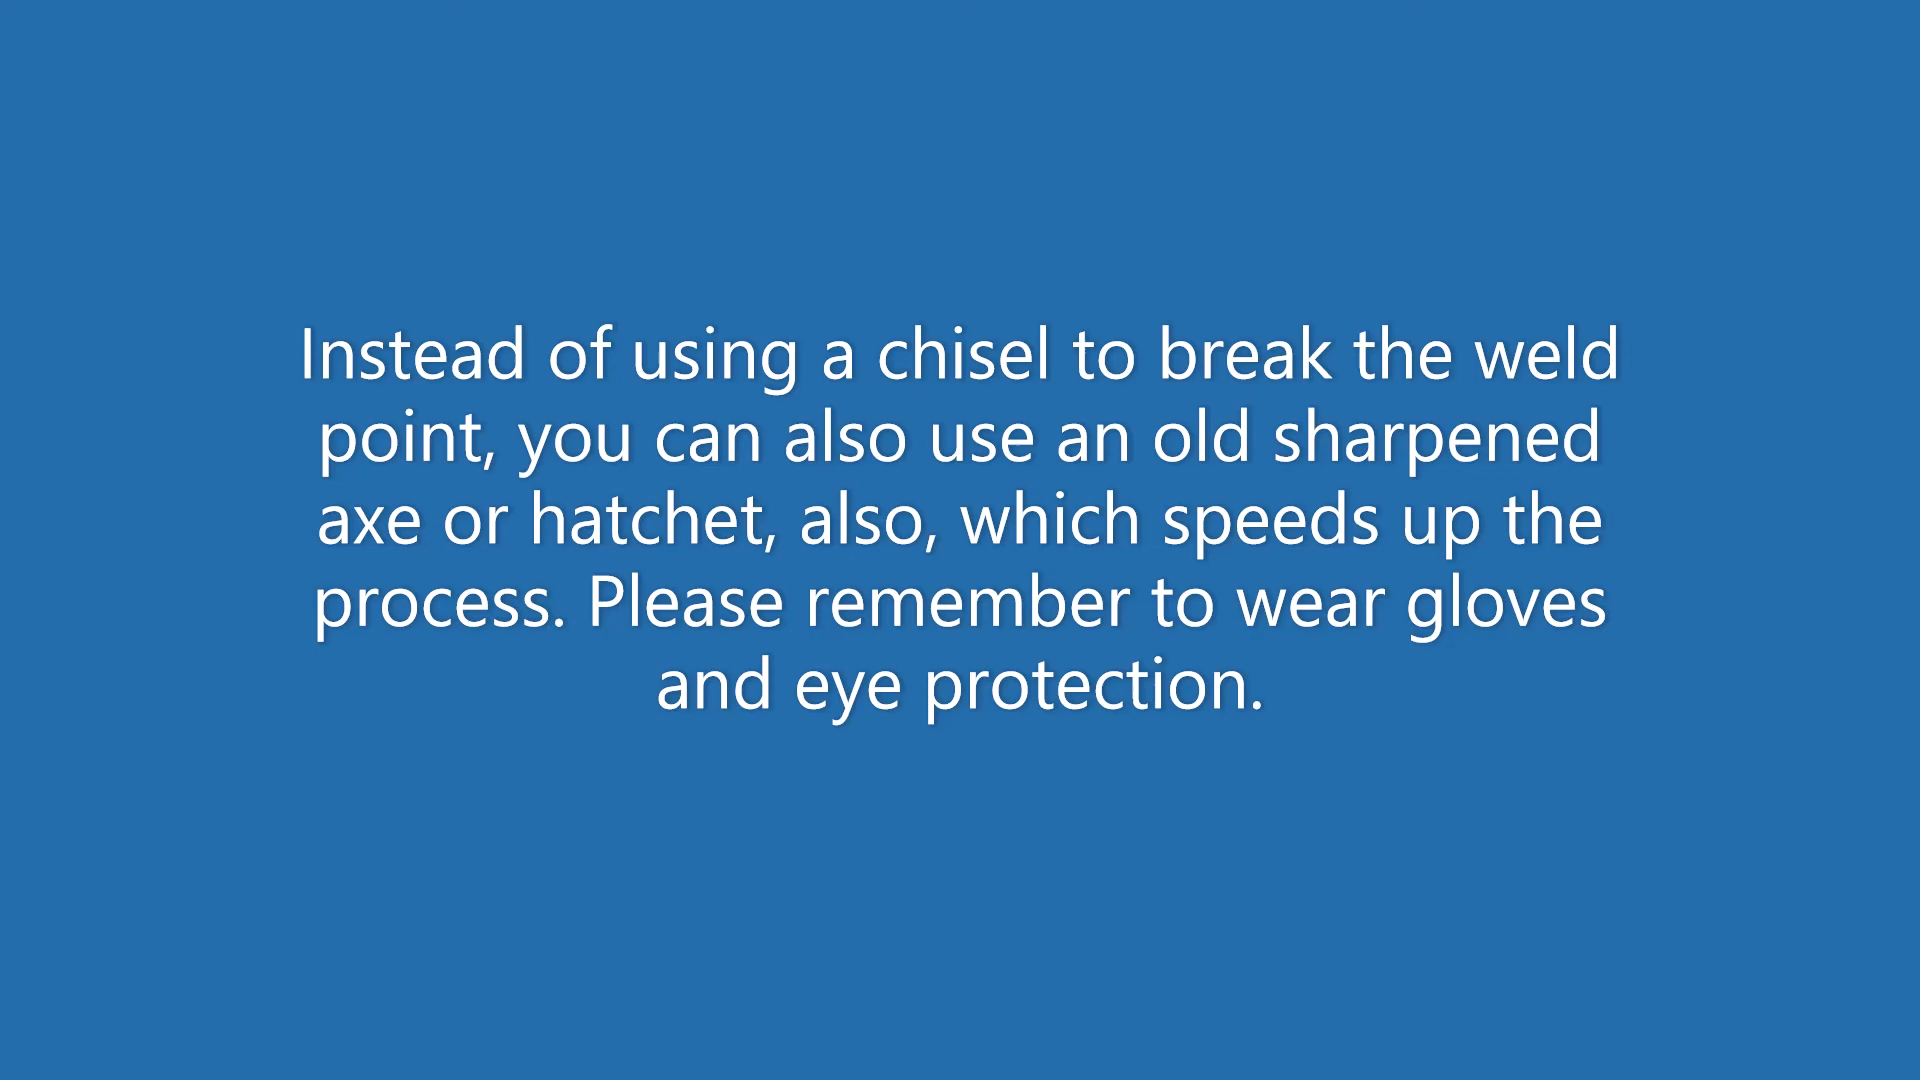 Instead of using a chisel to break the weld
point, you can also use an old sharpened
axe or hatchet, also, which speeds up the
process. Please remember to wear gloves
and eye protection.